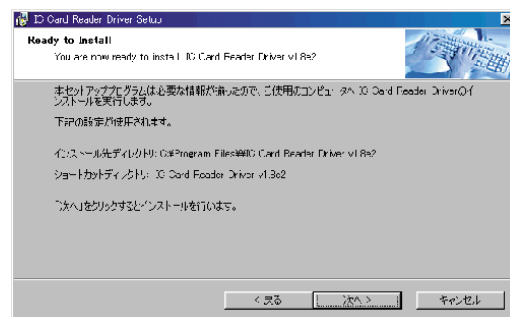 IC Card Reader Driver Setup
Ready to Install
You are now ready to install IC Card Reader Driver v1.8e2
本セットアッププログラムは必要な情報が揃ったので、ご使用のコンピュータへ IC Card Reader Driverのイ
ンストールを実行します。
下記の設定が使用されます。
インストール先ディレクトリ: C:¥Program Files¥IC Card Reader Driver v1.8e2
ショートカットディレクトリ: IC Card Reader Driver v1.8e2
「次へ」をクリックするとインストールを行います。
< 戻る
次へ >
キャンセル